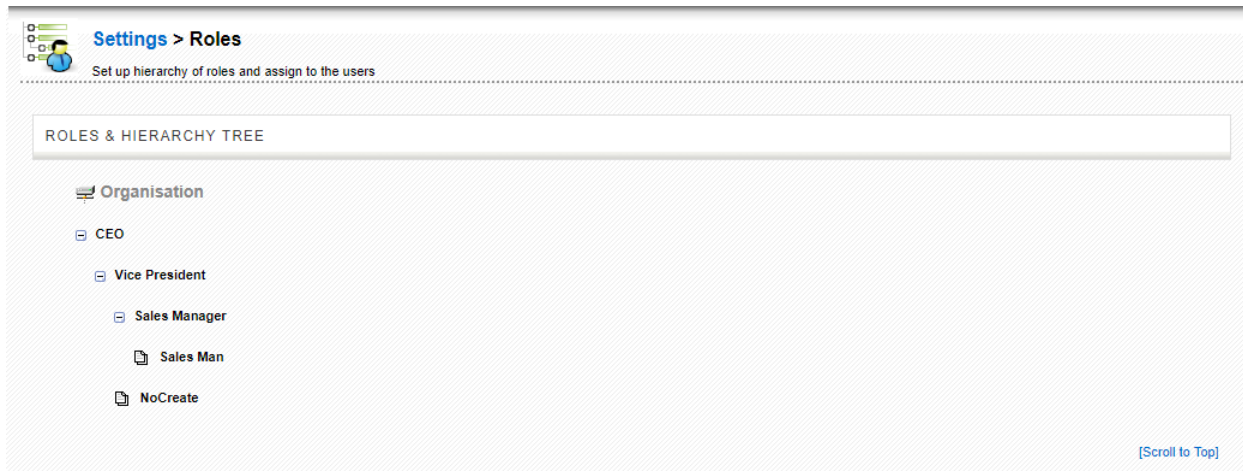 Settings > Roles
Set up hierarchy of roles and assign to the users
ROLES & HIERARCHY TREE
Organisation
CEO
Vice President
Sales Manager
Sales Man
NoCreate
[Scroll to Top]